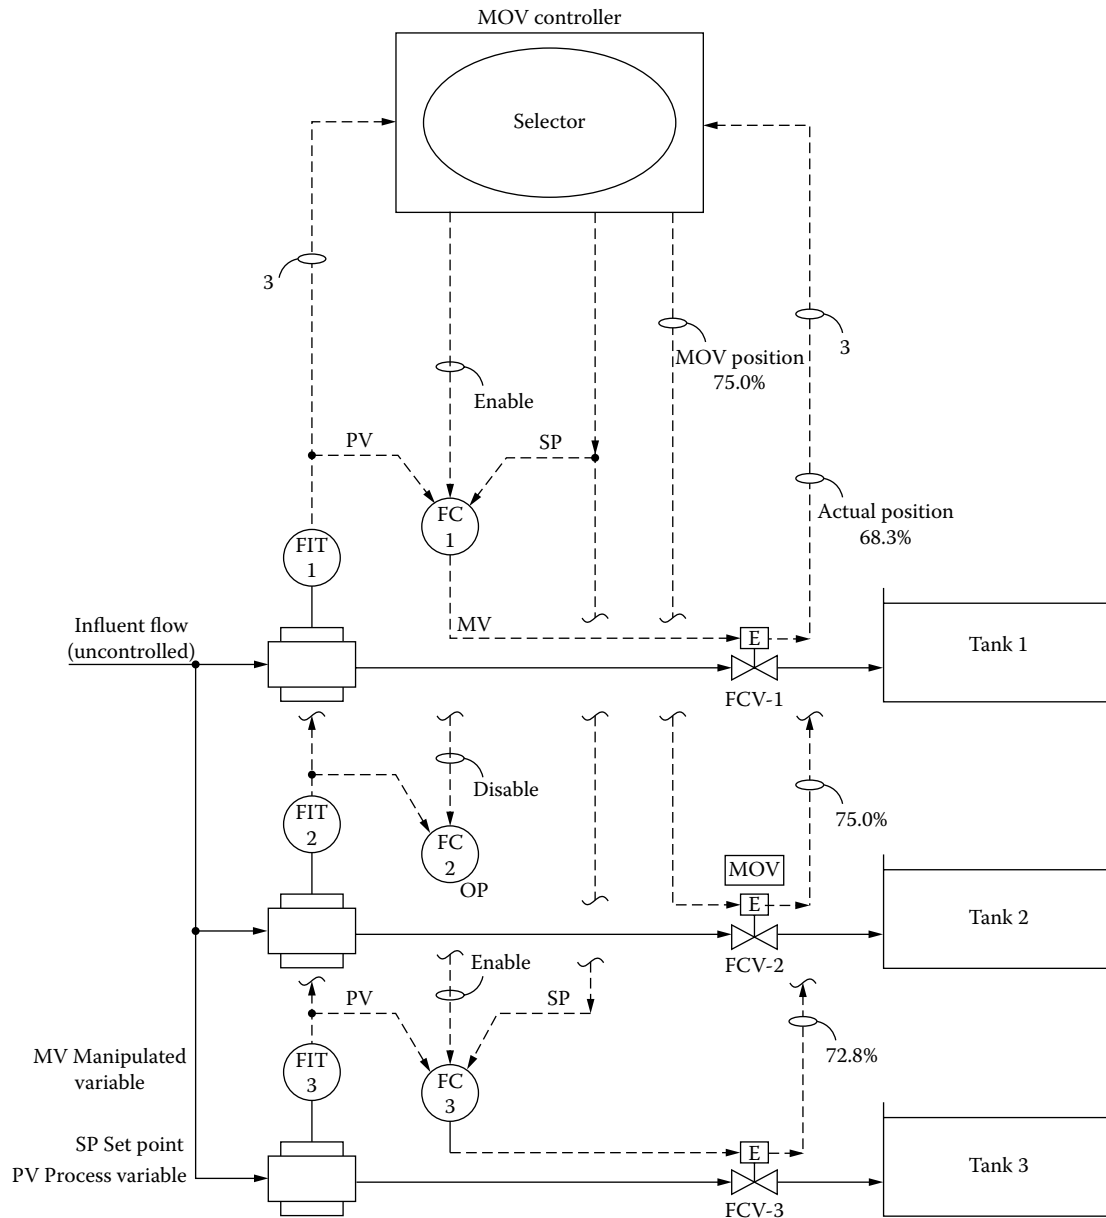 MOV controller
Selector
3
3
MOV position
75.0%
Enable
PV
SP
FC
1
Actual position
68.3%
FIT
1
Influent flow
(uncontrolled)
MV
E
Tank 1
FCV-1
Disable
75.0%
FIT
2
FC
2
OP
MOV
E
Tank 2
FCV-2
Enable
PV
SP
MV Manipulated
variable
FIT
3
FC
3
72.8%
SP Set point
PV Process variable
E
Tank 3
FCV-3